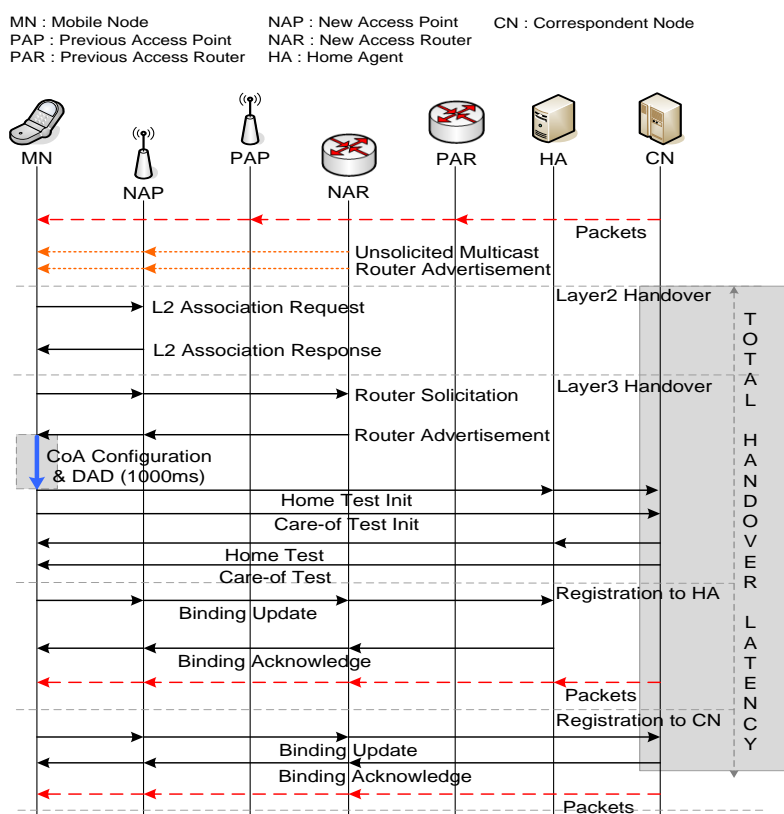 MN : Mobile Node
NAP : New Access Point
CN : Correspondent Node
PAP : Previous Access Point
NAR : New Access Router
PAR : Previous Access Router
HA : Home Agent
MN
NAP
PAP
NAR
PAR
HA
CN
Packets
Unsolicited Multicast
Router Advertisement
Layer2 Handover
L2 Association Request
L2 Association Response
Layer3 Handover
Router Solicitation
Router Advertisement
CoA Configuration
& DAD (1000ms)
Home Test Init
Care-of Test Init
Home Test
Care-of Test
Registration to HA
Binding Update
Binding Acknowledge
Packets
Registration to CN
Binding Update
Binding Acknowledge
Packets
TOTAL HANDOVER LATENCY